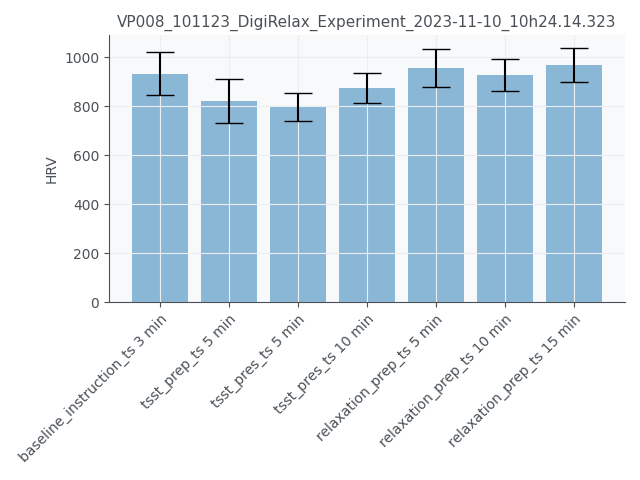 VP008_101123_DigiRelax_Experiment_2023-11-10_10h24.14.323
HRV
1000
800
600
400
200
0
baseline_instruction_ts 3 min
tsst_prep_ts 5 min
tsst_pres_ts 5 min
tsst_pres_ts 10 min
relaxation_prep_ts 5 min
relaxation_prep_ts 10 min
relaxation_prep_ts 15 min